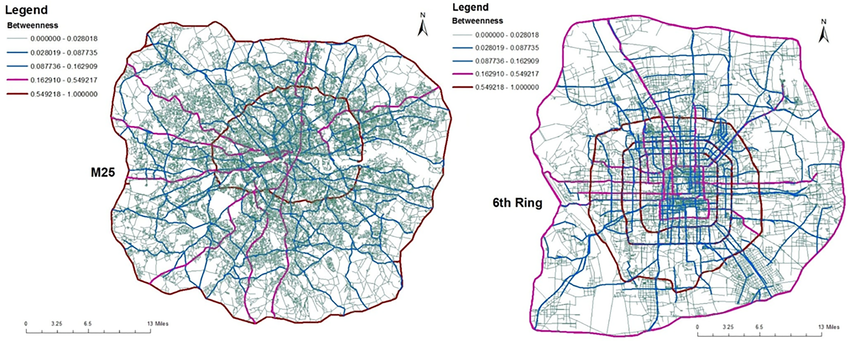 Legend
Betweenness
0.000000 - 0.028018
0.028019 - 0.087735
0.087736 - 0.162909
0.162910 - 0.549217
0.549218 - 1.000000
N
M25
0 3.25 6.5 13 Miles
Legend
Betweenness
0.000000 - 0.028018
0.028019 - 0.087735
0.087736 - 0.162909
0.162910 - 0.549217
0.549218 - 1.000000
N
6th Ring
0 3.25 6.5 13 Miles